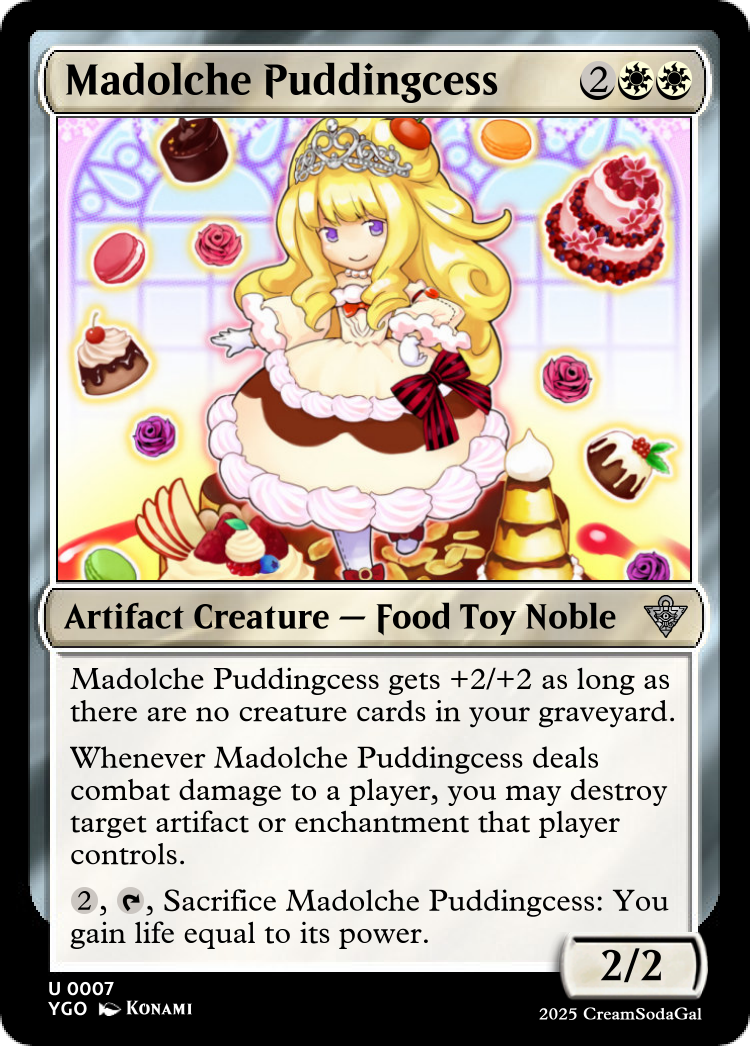 Madolche Puddingcess 2
Artifact Creature — Food Toy Noble
Madolche Puddingcess gets +2/+2 as long as
there are no creature cards in your graveyard.
Whenever Madolche Puddingcess deals
combat damage to a player, you may destroy
target artifact or enchantment that player
controls.
2, , Sacrifice Madolche Puddingcess: You
gain life equal to its power.
2/2
U 0007
YGO KONAMI
2025 CreamSodaGal